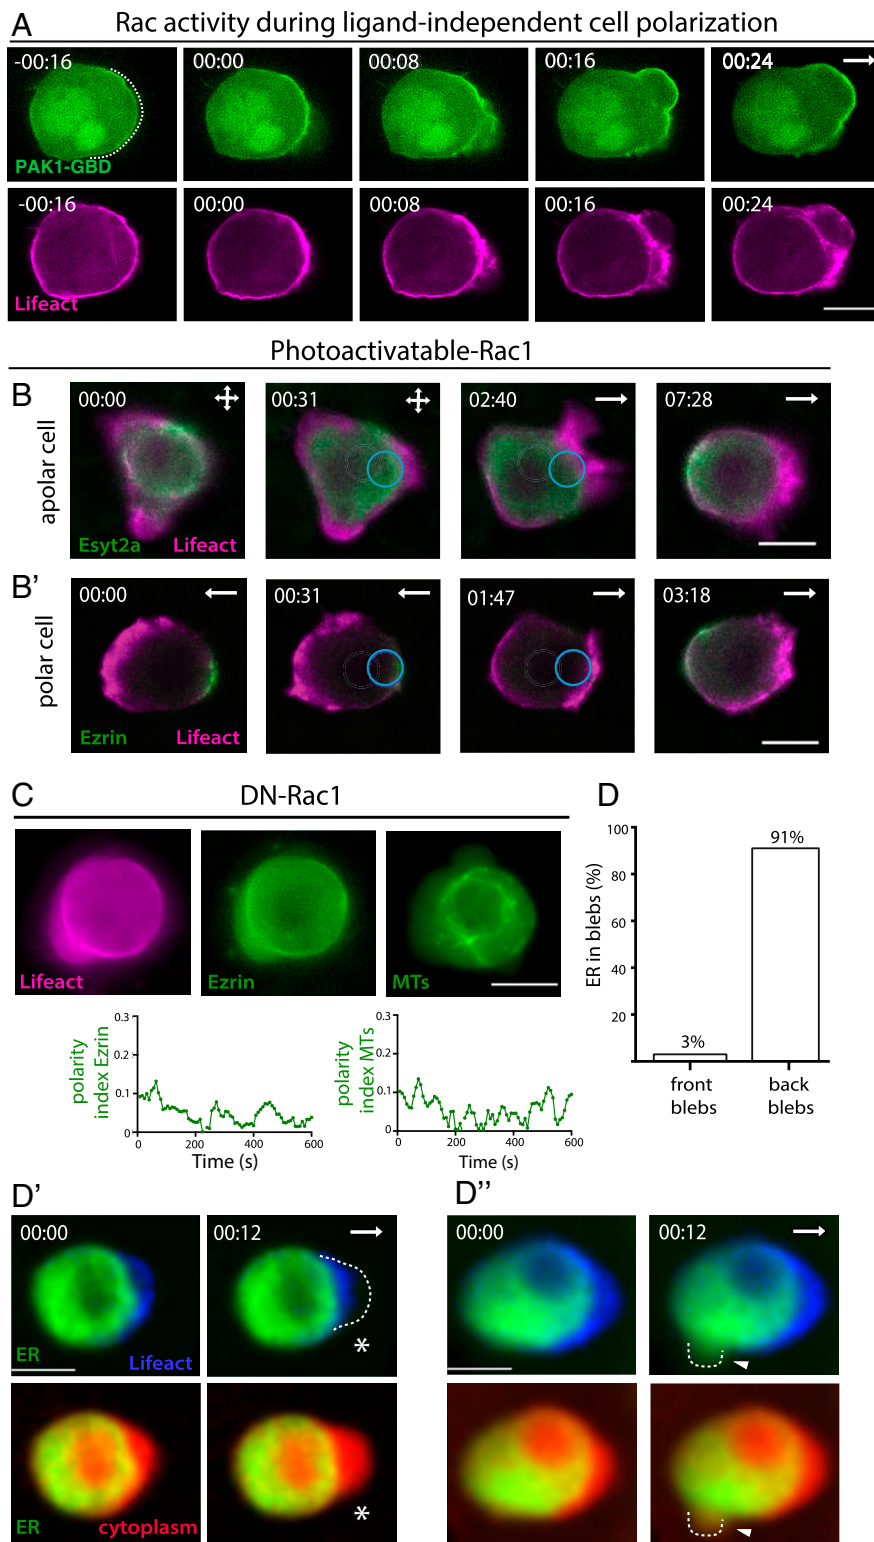 A Rac activity during ligand-independent cell polarization
-00:16 00:00 00:08 00:16 00:24
PAK1-GBD
-00:16 00:00 00:08 00:16 00:24
Lifeact
Photoactivatable-Rac1
B
apolar cell
00:00 00:31 02:40 07:28
Esyt2a Lifeact
B'
polar cell
00:00 00:31 01:47 03:18
Ezrin Lifeact
C DN-Rac1
Lifeact Ezrin MTs
polarity
index Ezrin
0.3
0.2
0.1
0
0 200 400 600
Time (s)
polarity
index MTs
0.3
0.2
0.1
0
0 200 400 600
Time (s)
D
ER in blebs (%)
100
80
60
40
20
3% 91%
front back
blebs blebs
D'
00:00 00:12
ER Lifeact
*
ER cytoplasm
*
D''
00:00 00:12